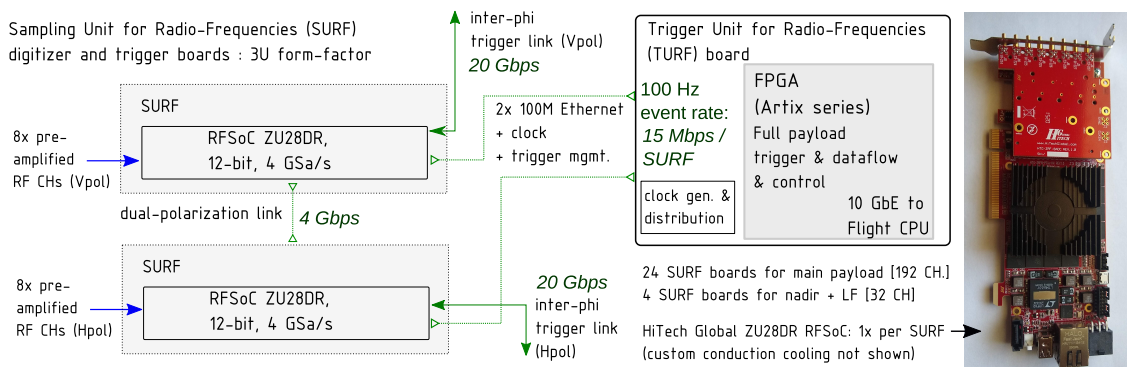 Sampling Unit for Radio-Frequencies (SURF)
digitizer and trigger boards : 3U form-factor
inter-phi
trigger link (Vpol)
20 Gbps
SURF
RFSoC ZU28DR,
12-bit, 4 GSa/s
8x pre-
amplified
RF CHs (Vpol)
2x 100M Ethernet
+ clock
+ trigger mgmt.
dual-polarization link
4 Gbps
SURF
RFSoC ZU28DR,
12-bit, 4 GSa/s
8x pre-
amplified
RF CHs (Hpol)
20 Gbps
inter-phi
trigger link
(Hpol)
Trigger Unit for Radio-Frequencies
(TURF) board
100 Hz
event rate:
15 Mbps /
SURF
clock gen. &
distribution
FPGA
(Artix series)
Full payload
trigger & dataflow
& control
10 GbE to
Flight CPU
24 SURF boards for main payload [192 CH.]
4 SURF boards for nadir + LF [32 CH]
HiTech Global ZU28DR RFSoC: 1x per SURF
(custom conduction cooling not shown)